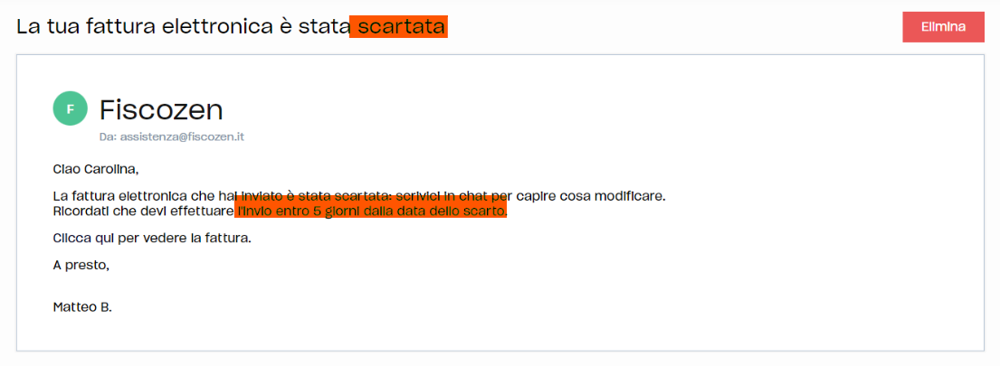 La tua fattura elettronica è stata scartata
Elimina
F
Fiscozen
Da: assistenza@fiscozen.it
Ciao Carolina,
La fattura elettronica che hai inviato è stata scartata: scrivici in chat per capire cosa modificare.
Ricordati che devi effettuare l'invio entro 5 giorni dalla data dello scarto.
Clicca qui per vedere la fattura.
A presto,
Matteo B.